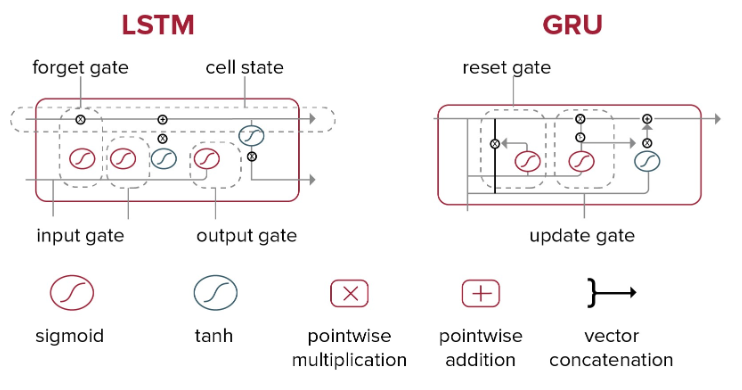 LSTM
GRU
forget gate
cell state
reset gate
input gate
output gate
update gate
sigmoid
tanh
pointwise
multiplication
pointwise
addition
vector
concatenation